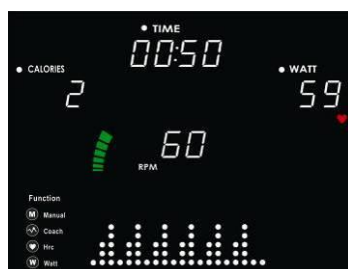 TIME
00:50
CALORIES
2
WATT
59
60
RPM
Function
M Manual
Coach
Hrc
W Watt